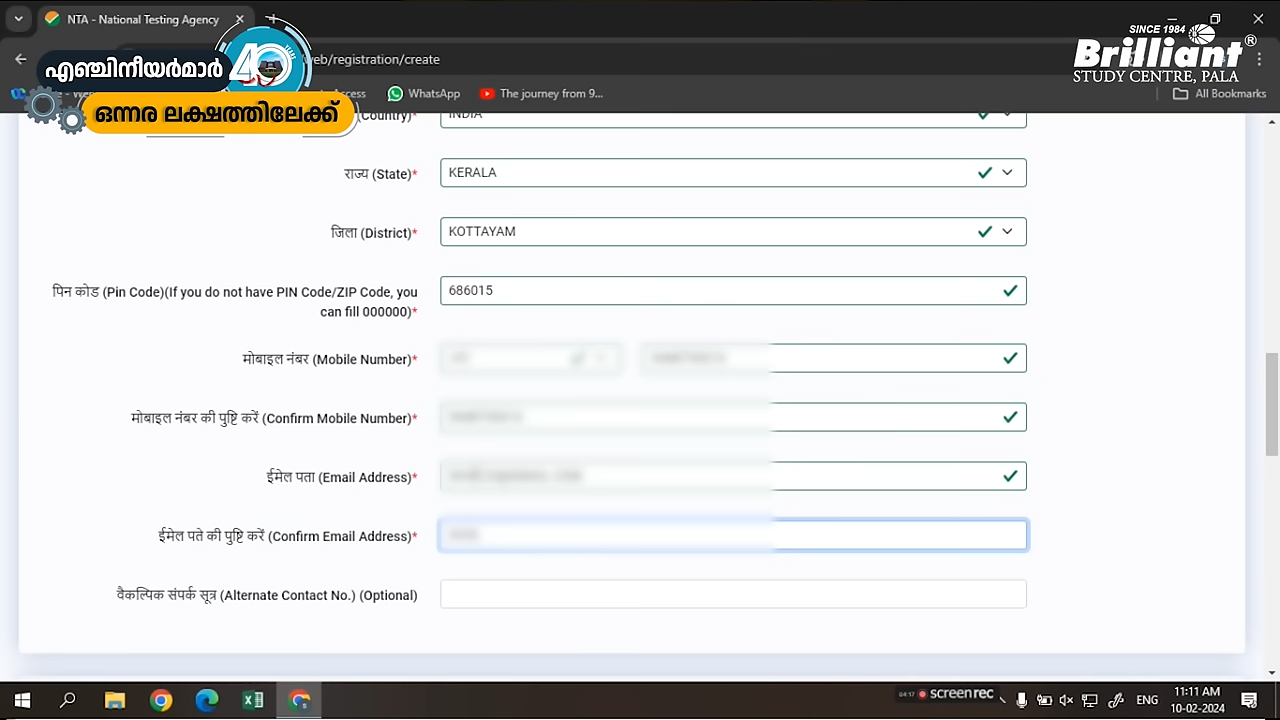 NTA - National Testing Agency
SINCE 1984
Brilliant®
STUDY CENTRE, PALA
എഞ്ചിനീയർമാർ
40
ഒന്നര ലക്ഷത്തിലേക്ക്
eb/registration/create
Access
WhatsApp
The journey from 9...
All Bookmarks
(Country)*
INDIA
राज्य (State)*
KERALA
जिला (District)*
KOTTAYAM
पिन कोड (Pin Code)(If you do not have PIN Code/ZIP Code, you
can fill 000000)*
686015
मोबाइल नंबर (Mobile Number)*
मोबाइल नंबर की पुष्टि करें (Confirm Mobile Number)*
ईमेल पता (Email Address)*
ईमेल पते की पुष्टि करें (Confirm Email Address)*
वैकल्पिक संपर्क सूत्र (Alternate Contact No.) (Optional)
04:17
screenrec
ENG
11:11 AM
10-02-2024